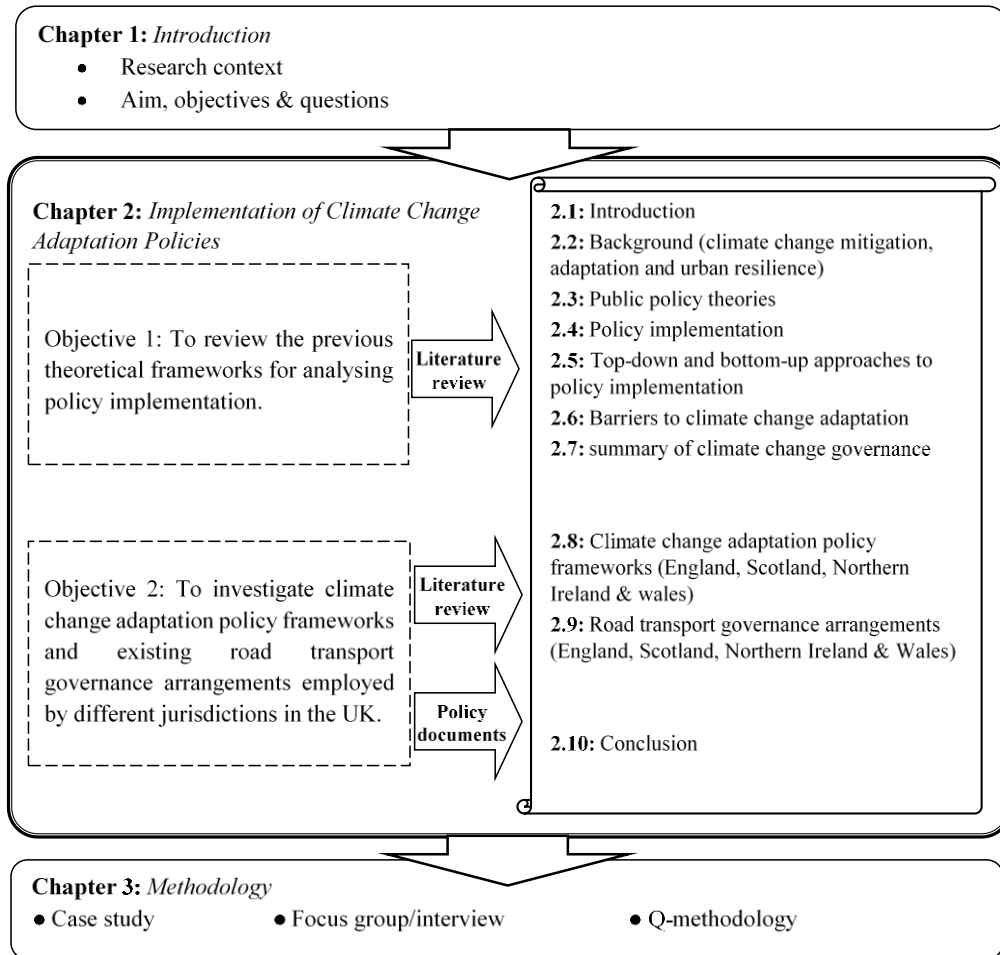 Chapter 1: Introduction
● Research context
● Aim, objectives & questions
Chapter 2: Implementation of Climate Change
Adaptation Policies
Objective 1: To review the previous
theoretical frameworks for analysing
policy implementation.
Literature
review
2.1: Introduction
2.2: Background (climate change mitigation,
adaptation and urban resilience)
2.3: Public policy theories
2.4: Policy implementation
2.5: Top-down and bottom-up approaches to
policy implementation
2.6: Barriers to climate change adaptation
2.7: summary of climate change governance
Objective 2: To investigate climate
change adaptation policy frameworks
and existing road transport
governance arrangements employed
by different jurisdictions in the UK.
Literature
review
Policy
documents
2.8: Climate change adaptation policy
frameworks (England, Scotland, Northern
Ireland & wales)
2.9: Road transport governance arrangements
(England, Scotland, Northern Ireland & Wales)
2.10: Conclusion
Chapter 3: Methodology
● Case study ● Focus group/interview ● Q-methodology